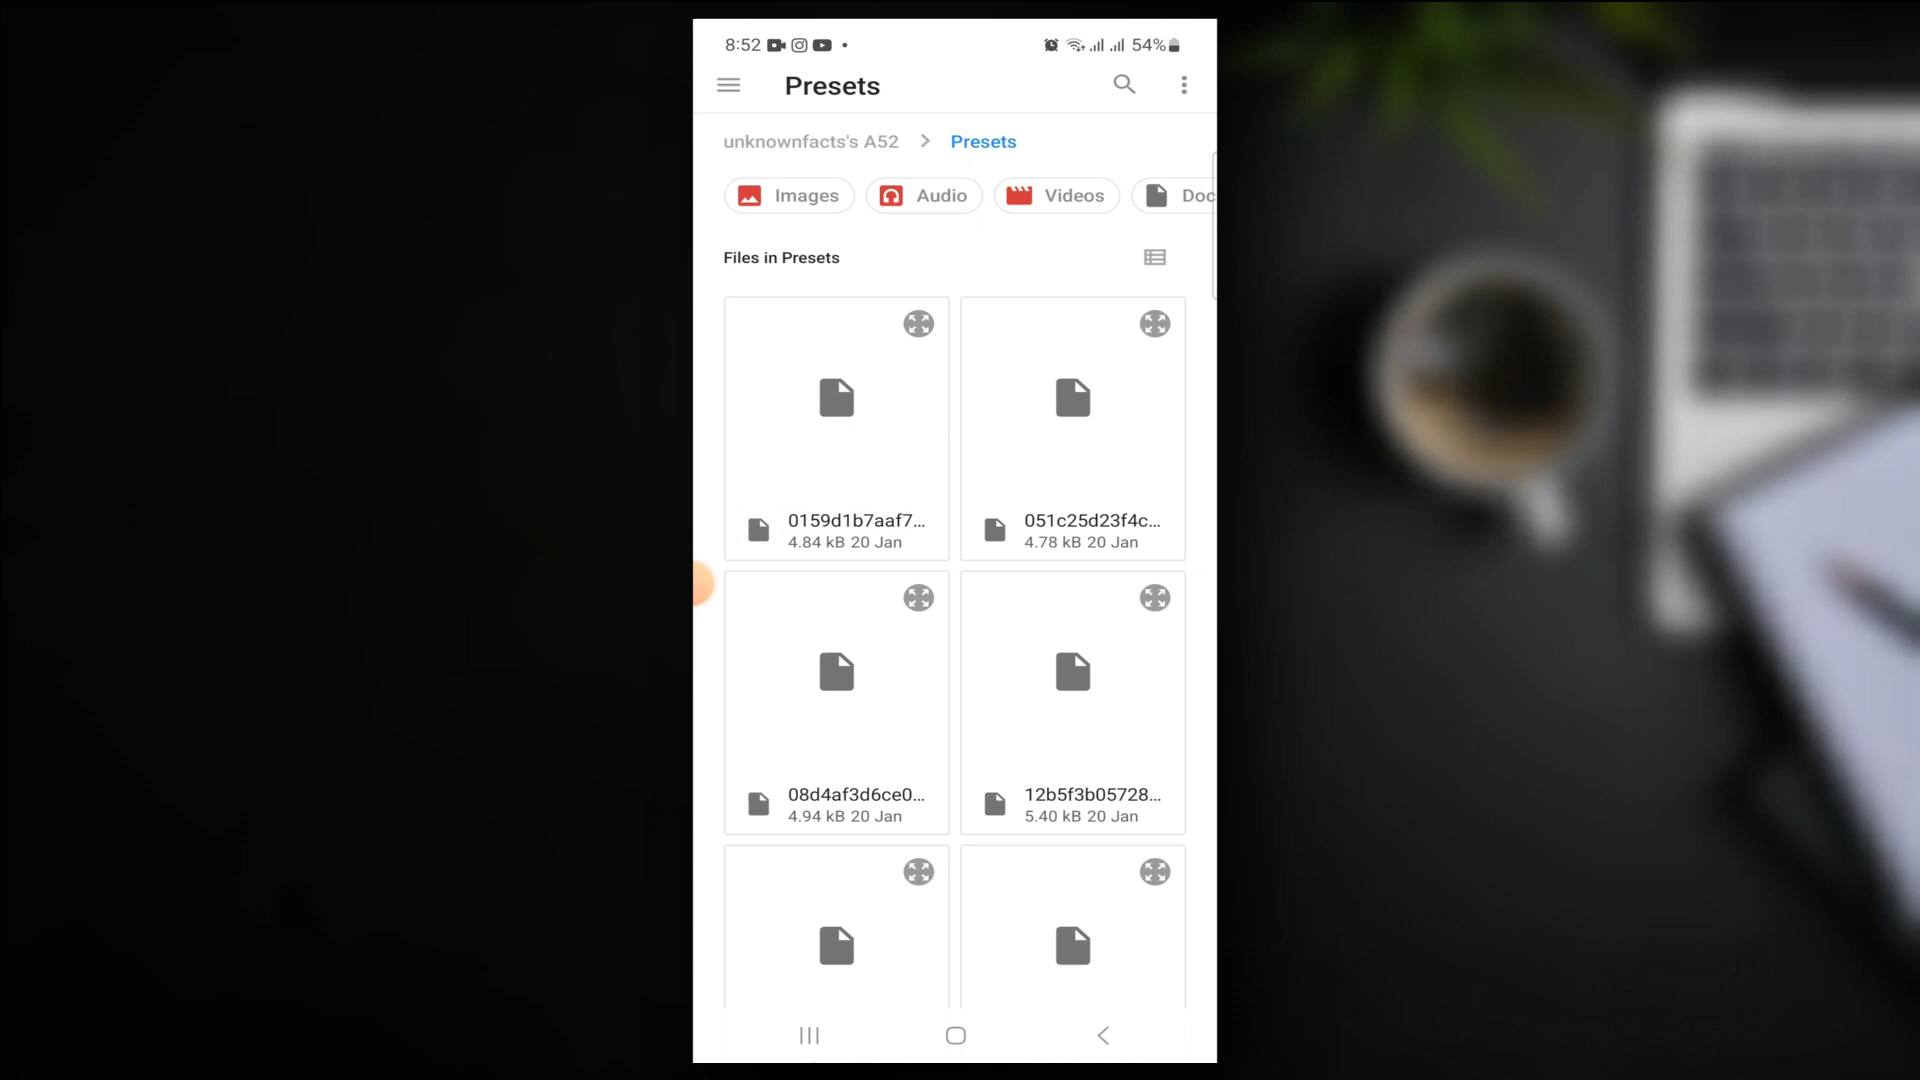 8:52
54%
Presets
unknownfacts's A52 > Presets
Images
Audio
Videos
Doc
Files in Presets
0159d1b7aaf7...
4.84 kB 20 Jan
051c25d23f4c...
4.78 kB 20 Jan
08d4af3d6ce0...
4.94 kB 20 Jan
12b5f3b05728...
5.40 kB 20 Jan